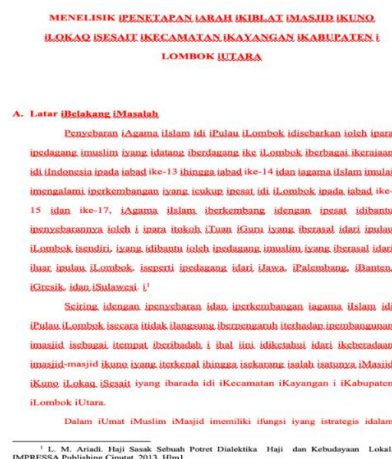 MENELISIK iPENETAPAN iARAH iKIBLAT iMASJID iKUNO
iLOKAQ iSESAIT iKECAMATAN iKAYANGAN iKABUPATEN i
LOMBOK iUTARA
A. Latar iBelakang iMasalah
Penyebaran iAgama iIslam idi iPulau iLombok idisebarkan ioleh ipara
ipedagang imuslim iyang idatang iberdagang ike iLombok iberbagai ikerajaan
idi iIndonesia ipada iabad ike-13 ihingga iabad ike-14 idan iagama iIslam imulai
imengalami iperkembangan iyang icukup ipesat idi iLombok ipada iabad ike-
15 idan ike-17, iAgama iIslam iberkembang idengan ipesat idibantu
ipenyebarannya ioleh i ipara itokoh iTuan iGuru iyang iberasal idari ipulau
iLombok isendiri, iyang idibantu ioleh ipedagang imuslim iyang iberasal idari
iluar ipulau iLombok, iseperti ipedagang idari iJawa, iPalembang, iBanten,
iGresik, idan iSulawesi. i¹
Seiring idengan ipenyebaran idan iperkembangan iagama iIslam idi
iPulau iLombok isecara itidak ilangsung iberpengaruh iterhadap ipembangunan
imasjid isebagai itempat iberibadah i ihal iini idiketahui idari ikeberadaan
imasjid-masjid ikuno iyang iterkenal ihingga isekarang isalah isatunya iMasjid
iKuno iLokaq iSesait iyang ibarada idi iKecamatan iKayangan i iKabupaten
iLombok iUtara.
Dalam iUmat iMuslim iMasjid imemiliki ifungsi iyang istrategis idalam
¹ L. M. Ariadi. Haji Sasak Sebuah Potret Dialektika Haji dan Kebudayaan Lokal
IMPRESSA Publishing Ciputat, 2013, Hlm1